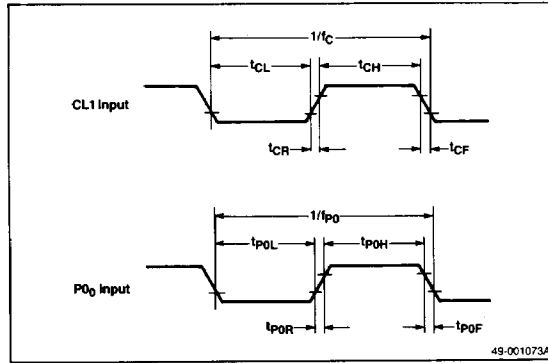 1/fC
tCL
tCH
CL1 Input
tCR
tCF
1/fP0
tP0L
tP0H
P00 Input
tP0R
tP0F
49-001073A